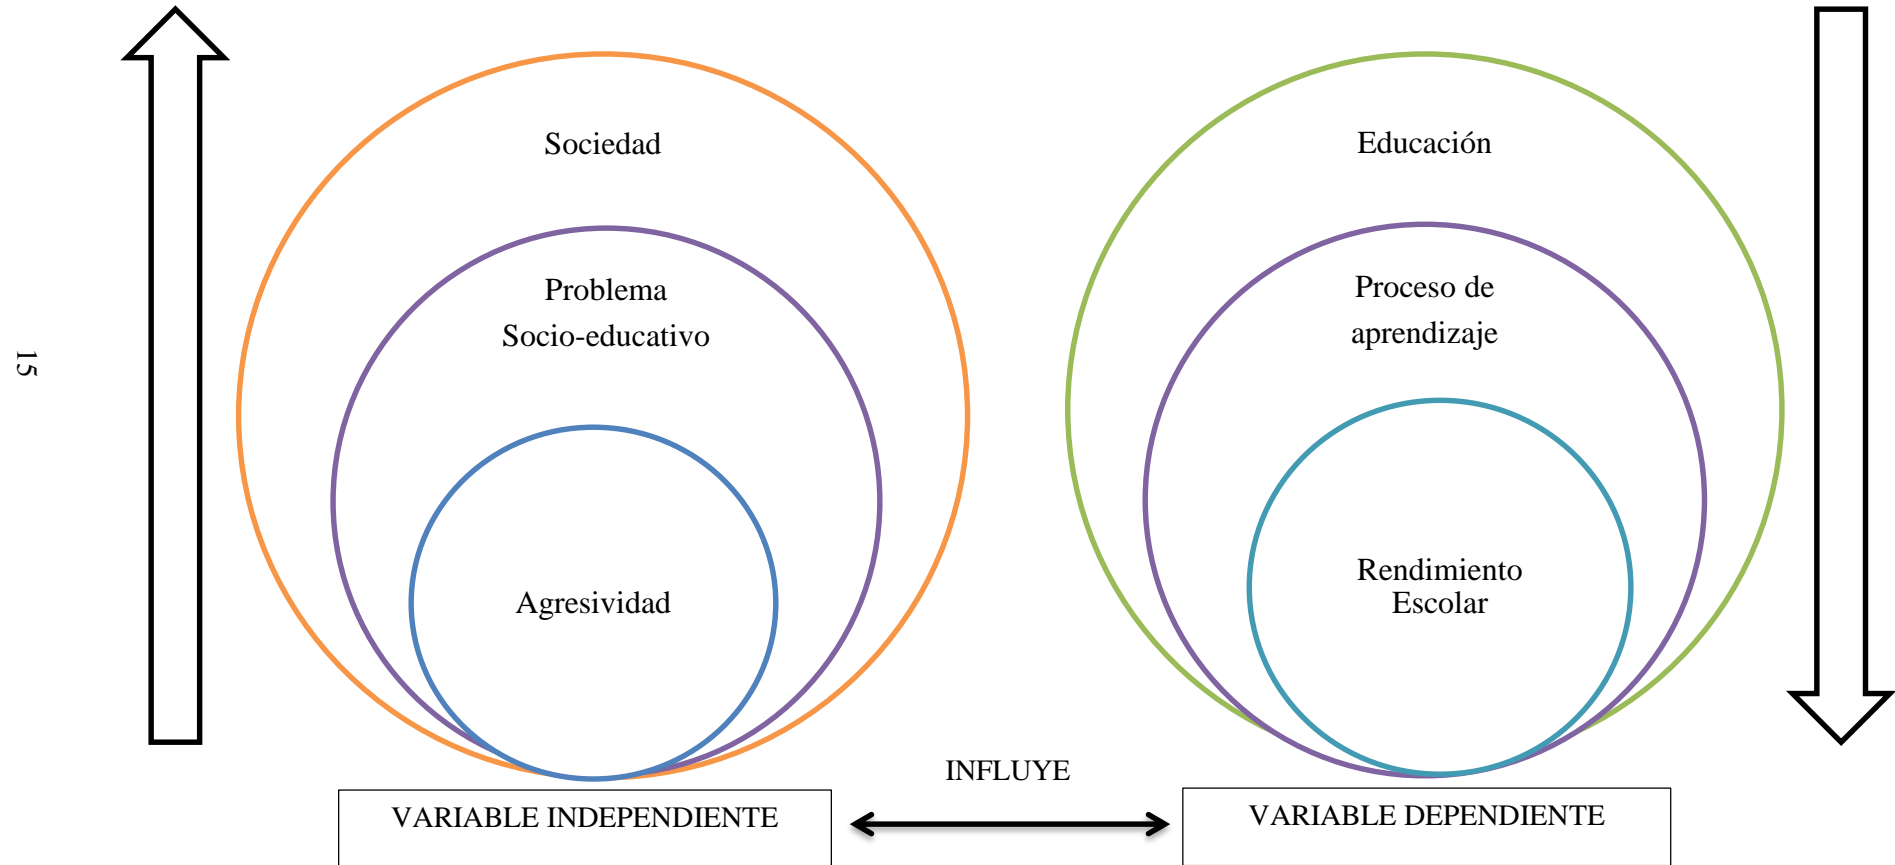 Sociedad
Problema
Socio-educativo
Agresividad
Educación
Proceso de
aprendizaje
Rendimiento
Escolar
INFLUYE
VARIABLE INDEPENDIENTE
VARIABLE DEPENDIENTE
15